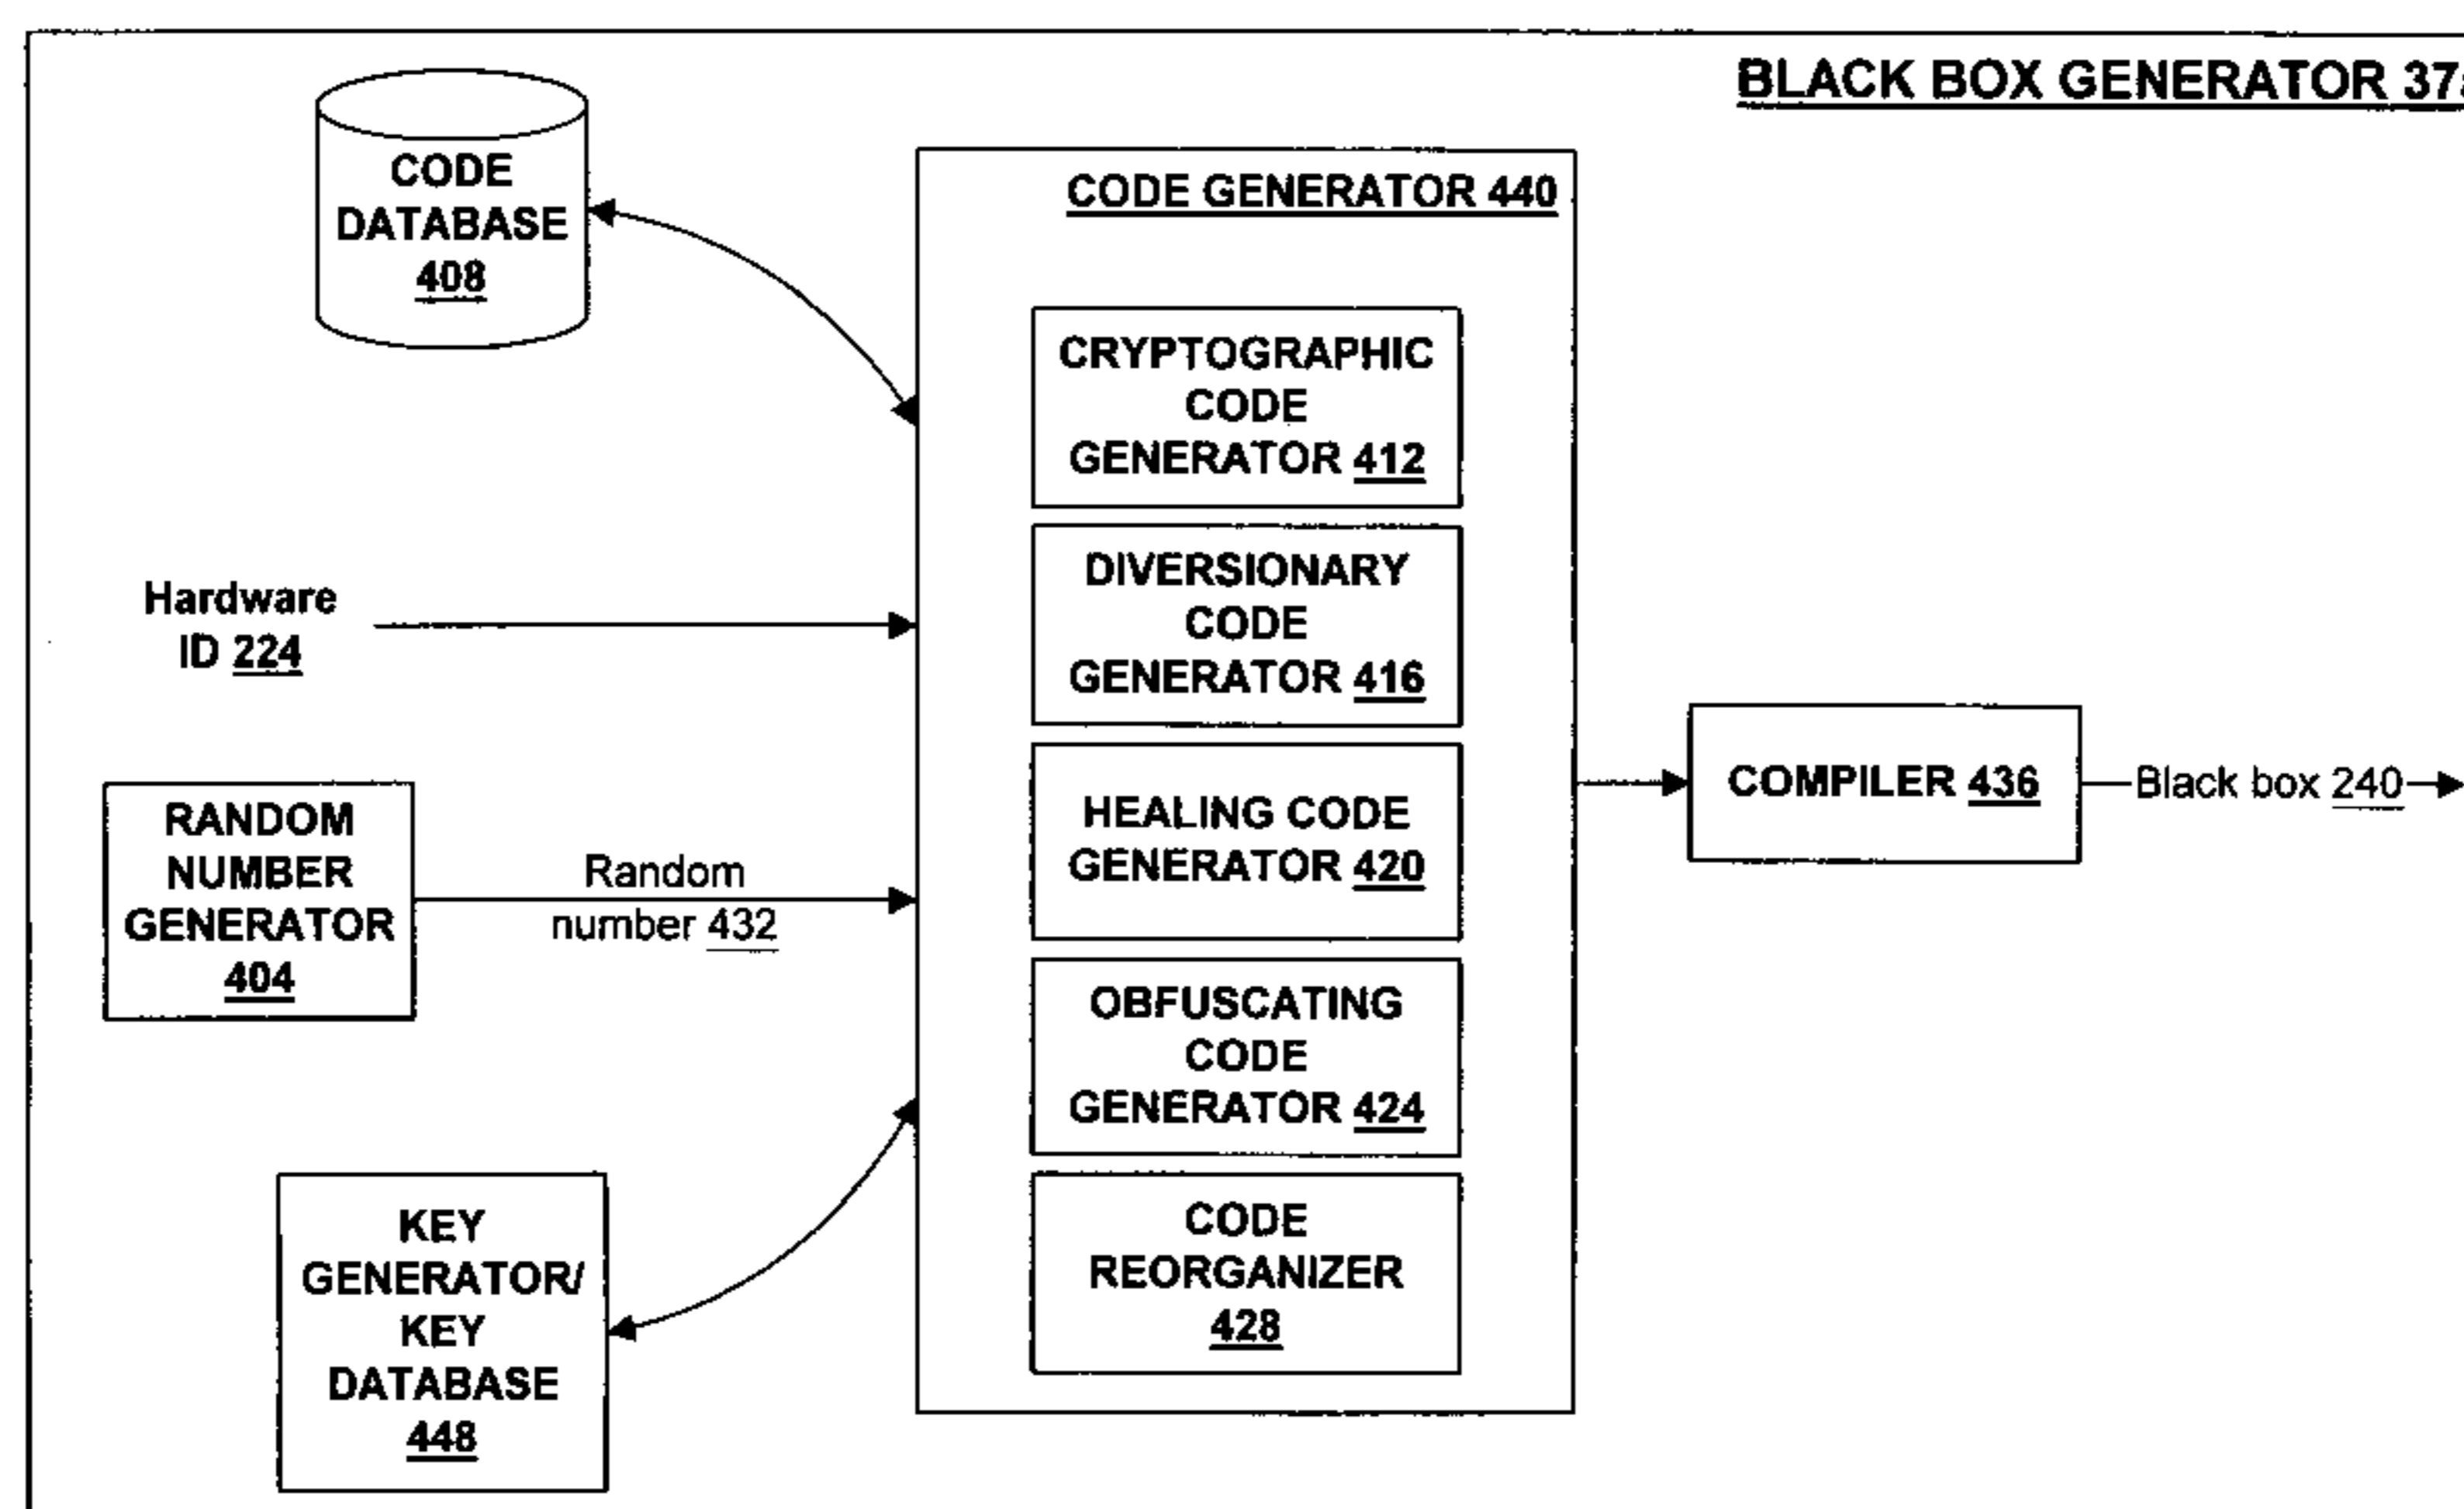 BLACK BOX GENERATOR
CODE
DATABASE
408
CODE GENERATOR 440
CRYPTOGRAPHIC
CODE
GENERATOR 412
DIVERSIONARY
CODE
GENERATOR 416
Hardware
ID 224
HEALING CODE
GENERATOR 420
COMPILER 436
Black box 240
RANDOM
NUMBER
GENERATOR
404
Random
number 432
OBFUSCATING
CODE
GENERATOR 424
KEY
GENERATOR/
KEY
DATABASE
448
CODE
REORGANIZER
428